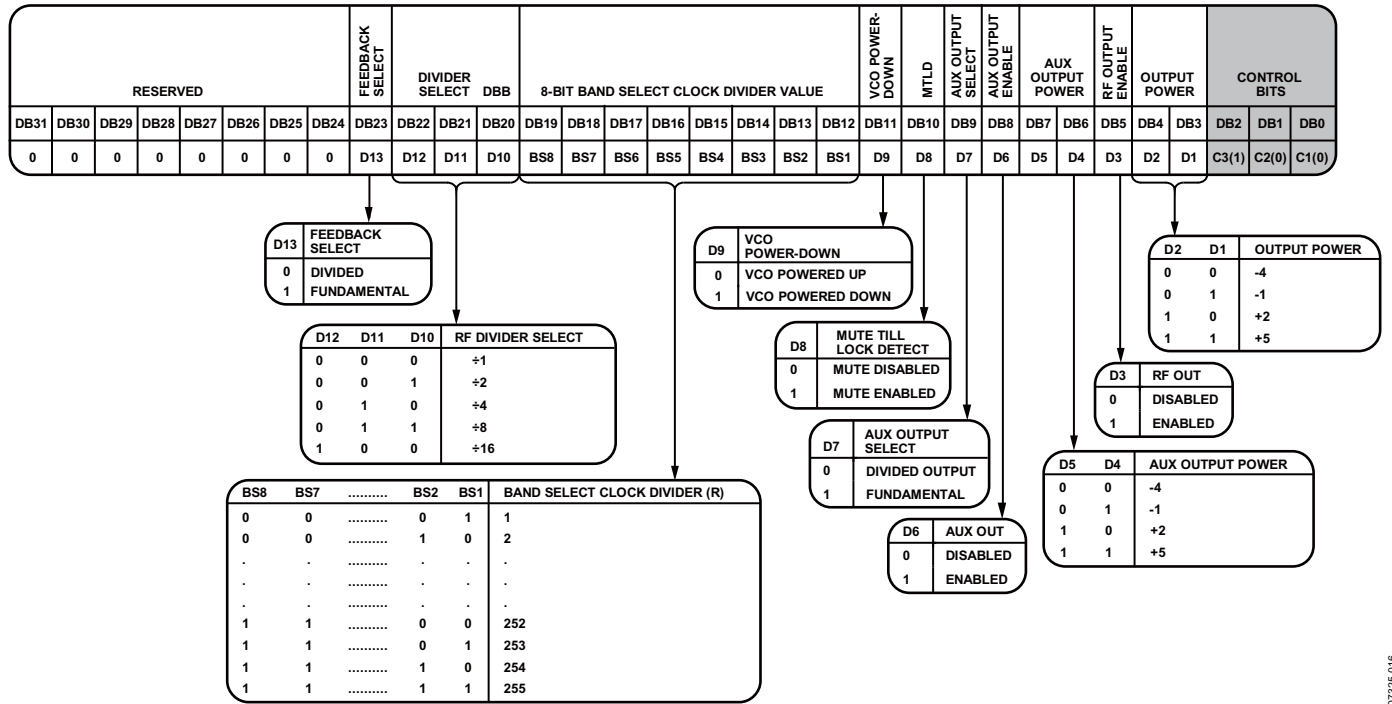 RESERVED
FEEDBACK SELECT
DIVIDER SELECT DBB
8-BIT BAND SELECT CLOCK DIVIDER VALUE
VCO POWER-DOWN
MTLD
AUX OUTPUT SELECT
AUX OUTPUT ENABLE
AUX OUTPUT POWER
RF OUTPUT ENABLE
OUTPUT POWER
CONTROL BITS
DB31 DB30 DB29 DB28 DB27 DB26 DB25 DB24 DB23 DB22 DB21 DB20 DB19 DB18 DB17 DB16 DB15 DB14 DB13 DB12 DB11 DB10 DB9 DB8 DB7 DB6 DB5 DB4 DB3 DB2 DB1 DB0
0 0 0 0 0 0 0 0 D13 D12 D11 D10 BS8 BS7 BS6 BS5 BS4 BS3 BS2 BS1 D9 D8 D7 D6 D5 D4 D3 D2 D1 C3(1) C2(0) C1(0)
D13 FEEDBACK SELECT
0 DIVIDED
1 FUNDAMENTAL
D12 D11 D10 RF DIVIDER SELECT
0 0 0 ÷1
0 0 1 ÷2
0 1 0 ÷4
0 1 1 ÷8
1 0 0 ÷16
BS8 BS7 .......... BS2 BS1 BAND SELECT CLOCK DIVIDER (R)
0 0 .......... 0 1 1
0 0 .......... 1 0 2
. . .......... . . .
. . .......... . . .
. . .......... . . .
1 1 .......... 0 0 252
1 1 .......... 0 1 253
1 1 .......... 1 0 254
1 1 .......... 1 1 255
D9 VCO POWER-DOWN
0 VCO POWERED UP
1 VCO POWERED DOWN
D8 MUTE TILL LOCK DETECT
0 MUTE DISABLED
1 MUTE ENABLED
D7 AUX OUTPUT SELECT
0 DIVIDED OUTPUT
1 FUNDAMENTAL
D6 AUX OUT
0 DISABLED
1 ENABLED
D5 D4 AUX OUTPUT POWER
0 0 -4
0 1 -1
1 0 +2
1 1 +5
D3 RF OUT
0 DISABLED
1 ENABLED
D2 D1 OUTPUT POWER
0 0 -4
0 1 -1
1 0 +2
1 1 +5
07325-016